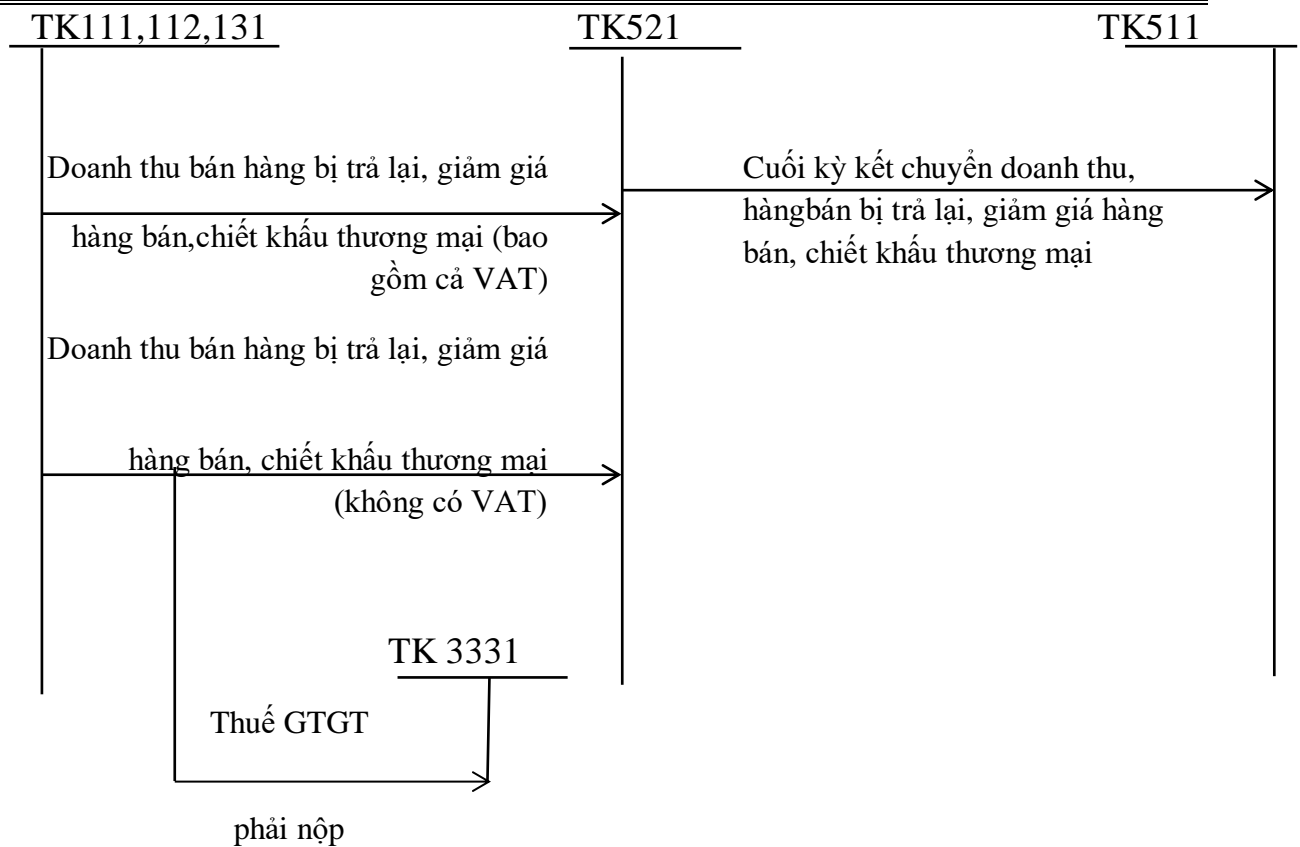 TK111,112,131
TK521
TK511
Doanh thu bán hàng bị trả lại, giảm giá
hàng bán,chiết khấu thương mại (bao
gồm cả VAT)
Cuối kỳ kết chuyển doanh thu,
hàngbán bị trả lại, giảm giá hàng
bán, chiết khấu thương mại
Doanh thu bán hàng bị trả lại, giảm giá
hàng bán, chiết khấu thương mại
(không có VAT)
TK 3331
Thuế GTGT
phải nộp